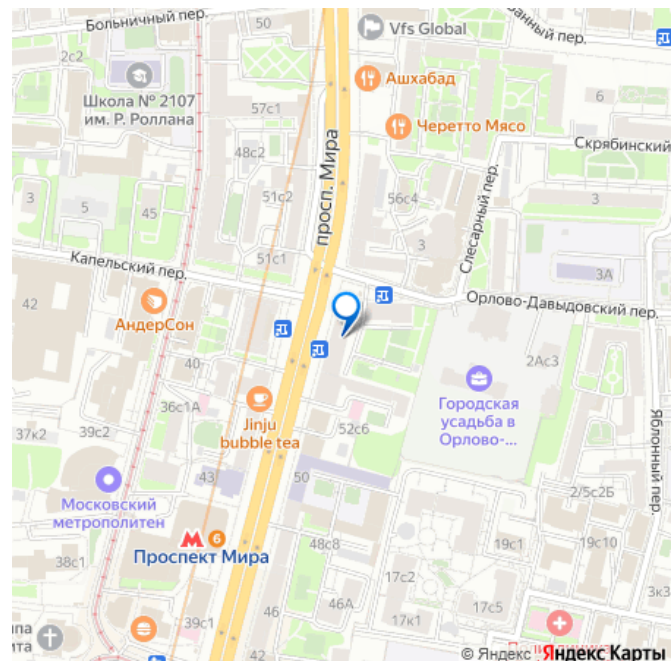 Больничный пер.
50
Vfs Global
2с2
Ашхабад
Школа № 2107
им. Р. Роллана
57с1
6
Черетто Мясо
Скрябинский
48с2
просп. Мира
3
5
45
51с2
56с4
3
Слесарный пер.
3
51с1
3А
Капельский пер.
42
Орлово-Давыдовский пер.
АндерСон
40
2Ас3
36с1А
Jinju
bubble tea
Городская
усадьба в
Орлово-...
Яблонный пер.
37к2
39с2
52с6
43
50
2/5с2Б
Московский
метрополитен
6
Проспект Мира
48с8
19с1
19с10
38с1
17с2
3к3
39с1
46
46А
17к1
17с5
42
© Яндекс Яндекс Карты